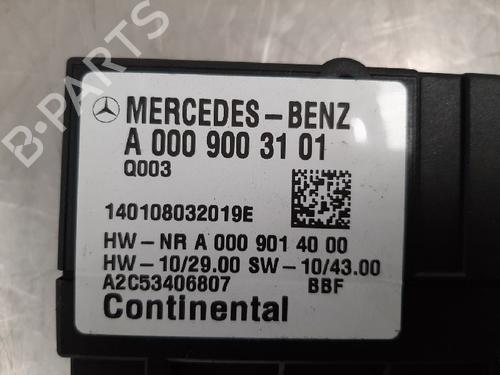 MERCEDES-BENZ
A 000 900 31 01
Q003
140108032019E
HW-NR A 000 901 40 00
HW-10/29.00 SW-10/43.00
A2C53406807 BBF
Continental
B-PARTS